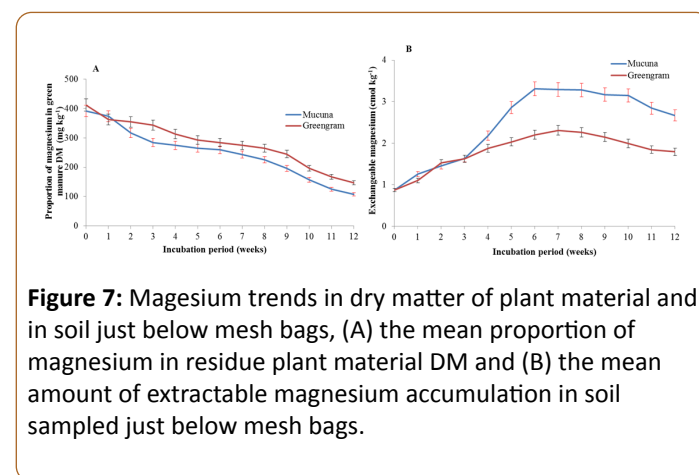 A
Proportion of magnesium in green
manure DM (mg kg⁻¹)
500
400
300
200
100
0
Mucuna
Greengram
0 1 2 3 4 5 6 7 8 9 10 11 12
Incubation period (weeks)
B
Exchangeable magnesium (cmol kg⁻¹)
4
3
2
1
0
Mucuna
Greengram
0 1 2 3 4 5 6 7 8 9 10 11 12
Incubation period (weeks)
Figure 7: Magesium trends in dry matter of plant material and
in soil just below mesh bags, (A) the mean proportion of
magnesium in residue plant material DM and (B) the mean
amount of extractable magnesium accumulation in soil
sampled just below mesh bags.